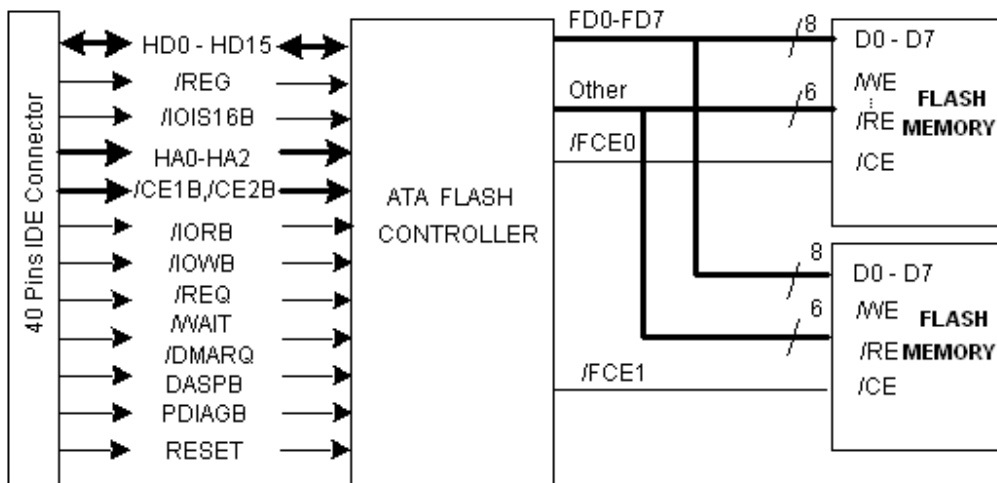 40 Pins IDE Connector
HD0 - HD15
/REG
/IOIS16B
HA0-HA2
/CE1B,/CE2B
/IORB
/IOWB
/REQ
/WAIT
/DMARQ
DASPB
PDIAGB
RESET
ATA FLASH
CONTROLLER
FD0-FD7
8
Other
6
/FCE0
D0 - D7
/WE
/RE
/CE
FLASH
MEMORY
8
6
/FCE1
D0 - D7
/WE
/RE
/CE
FLASH
MEMORY